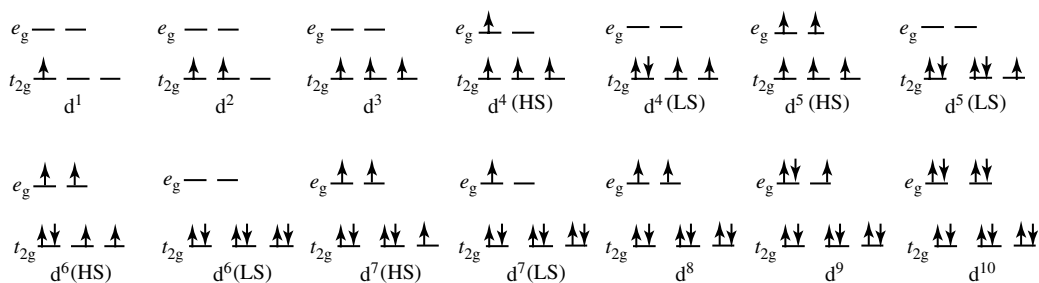 e_g e_g e_g e_g e_g e_g e_g
t_2g t_2g t_2g t_2g t_2g t_2g t_2g
d¹ d² d³ d⁴(HS) d⁴(LS) d⁵(HS) d⁵(LS)
e_g e_g e_g e_g e_g e_g e_g
t_2g t_2g t_2g t_2g t_2g t_2g t_2g
d⁶(HS) d⁶(LS) d⁷(HS) d⁷(LS) d⁸ d⁹ d¹⁰